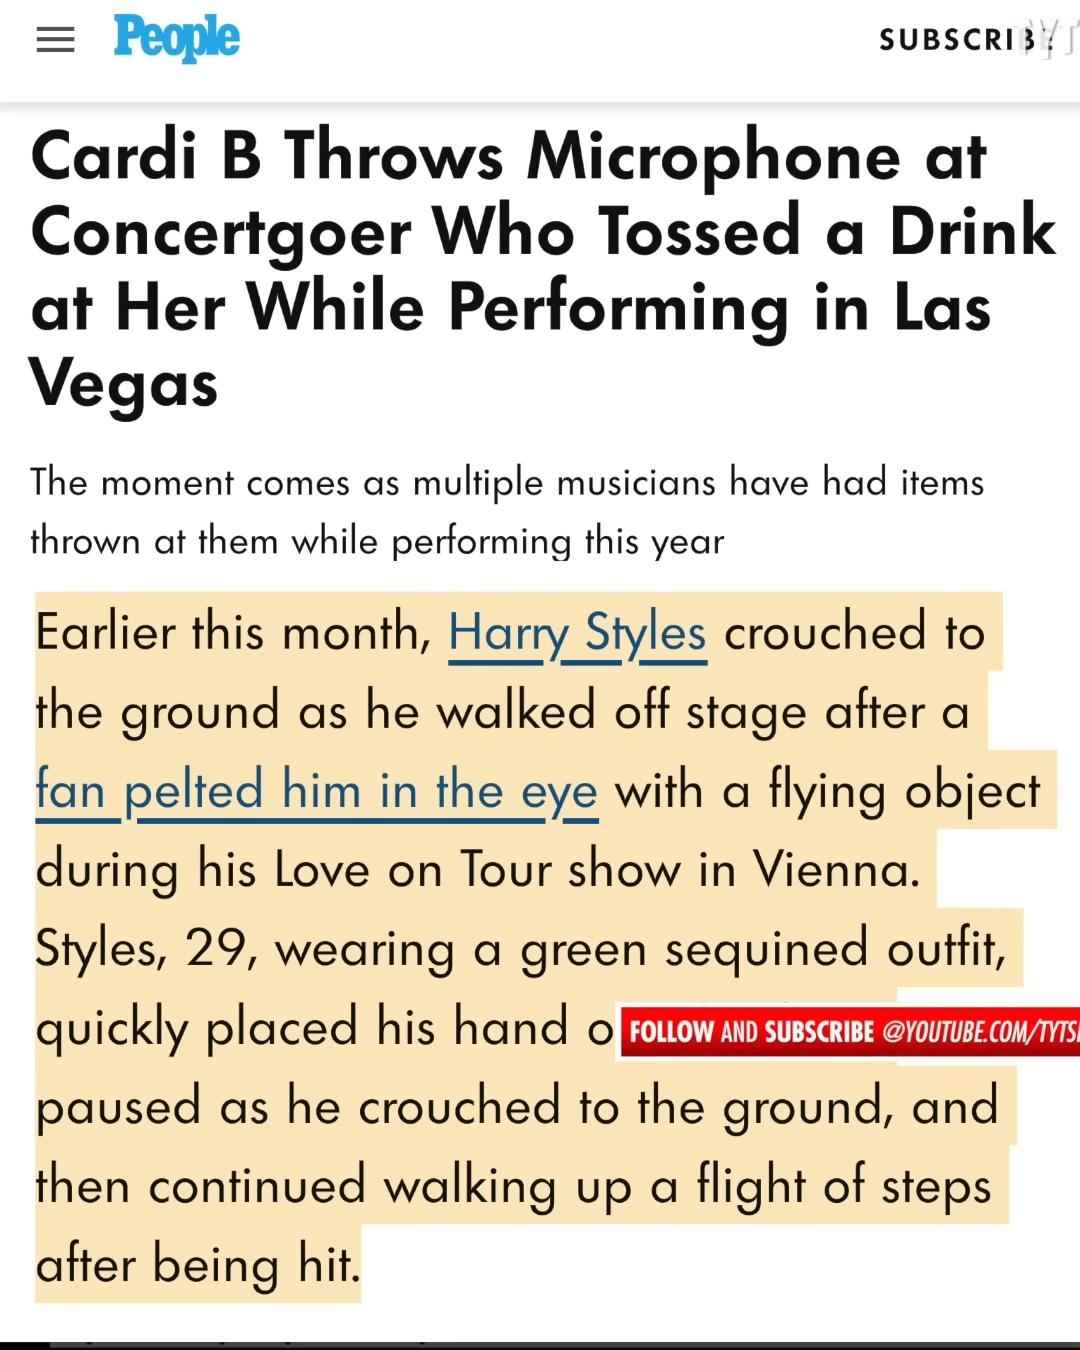 People
SUBSCRIBE
TYT
Cardi B Throws Microphone at
Concertgoer Who Tossed a Drink
at Her While Performing in Las
Vegas
The moment comes as multiple musicians have had items
thrown at them while performing this year
Earlier this month, Harry Styles crouched to
the ground as he walked off stage after a
fan pelted him in the eye with a flying object
during his Love on Tour show in Vienna.
Styles, 29, wearing a green sequined outfit,
quickly placed his hand
FOLLOW AND SUBSCRIBE @YOUTUBE.COM/TYTS
paused as he crouched to the ground, and
then continued walking up a flight of steps
after being hit.